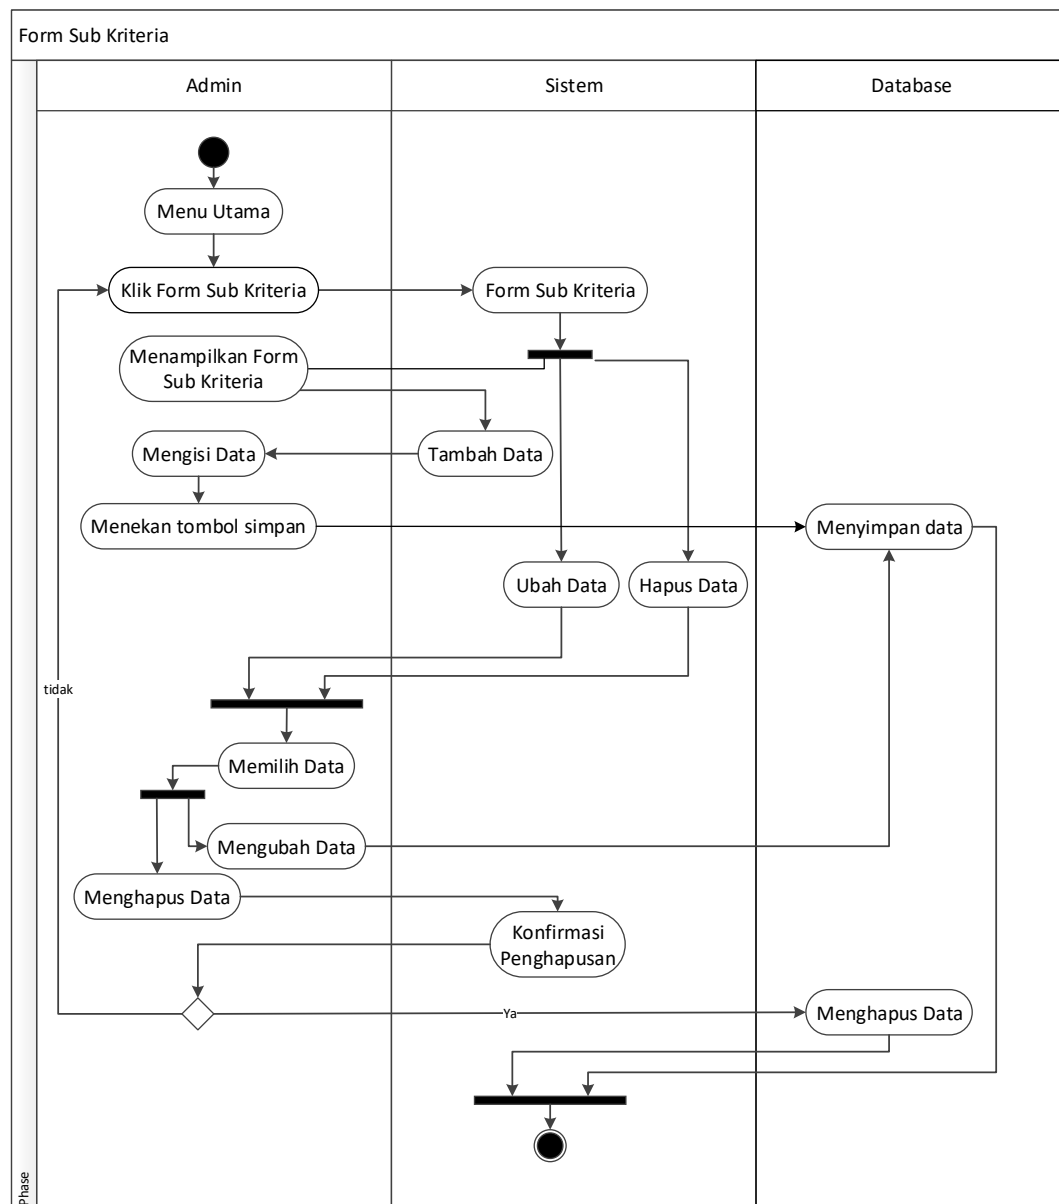 Form Sub Kriteria
Admin
Sistem
Database
Menu Utama
Klik Form Sub Kriteria
Form Sub Kriteria
Menampilkan Form
Sub Kriteria
Mengisi Data
Tambah Data
Menekan tombol simpan
Menyimpan data
Ubah Data
Hapus Data
tidak
Memilih Data
Mengubah Data
Menghapus Data
Konfirmasi
Penghapusan
Ya
Menghapus Data
Phase